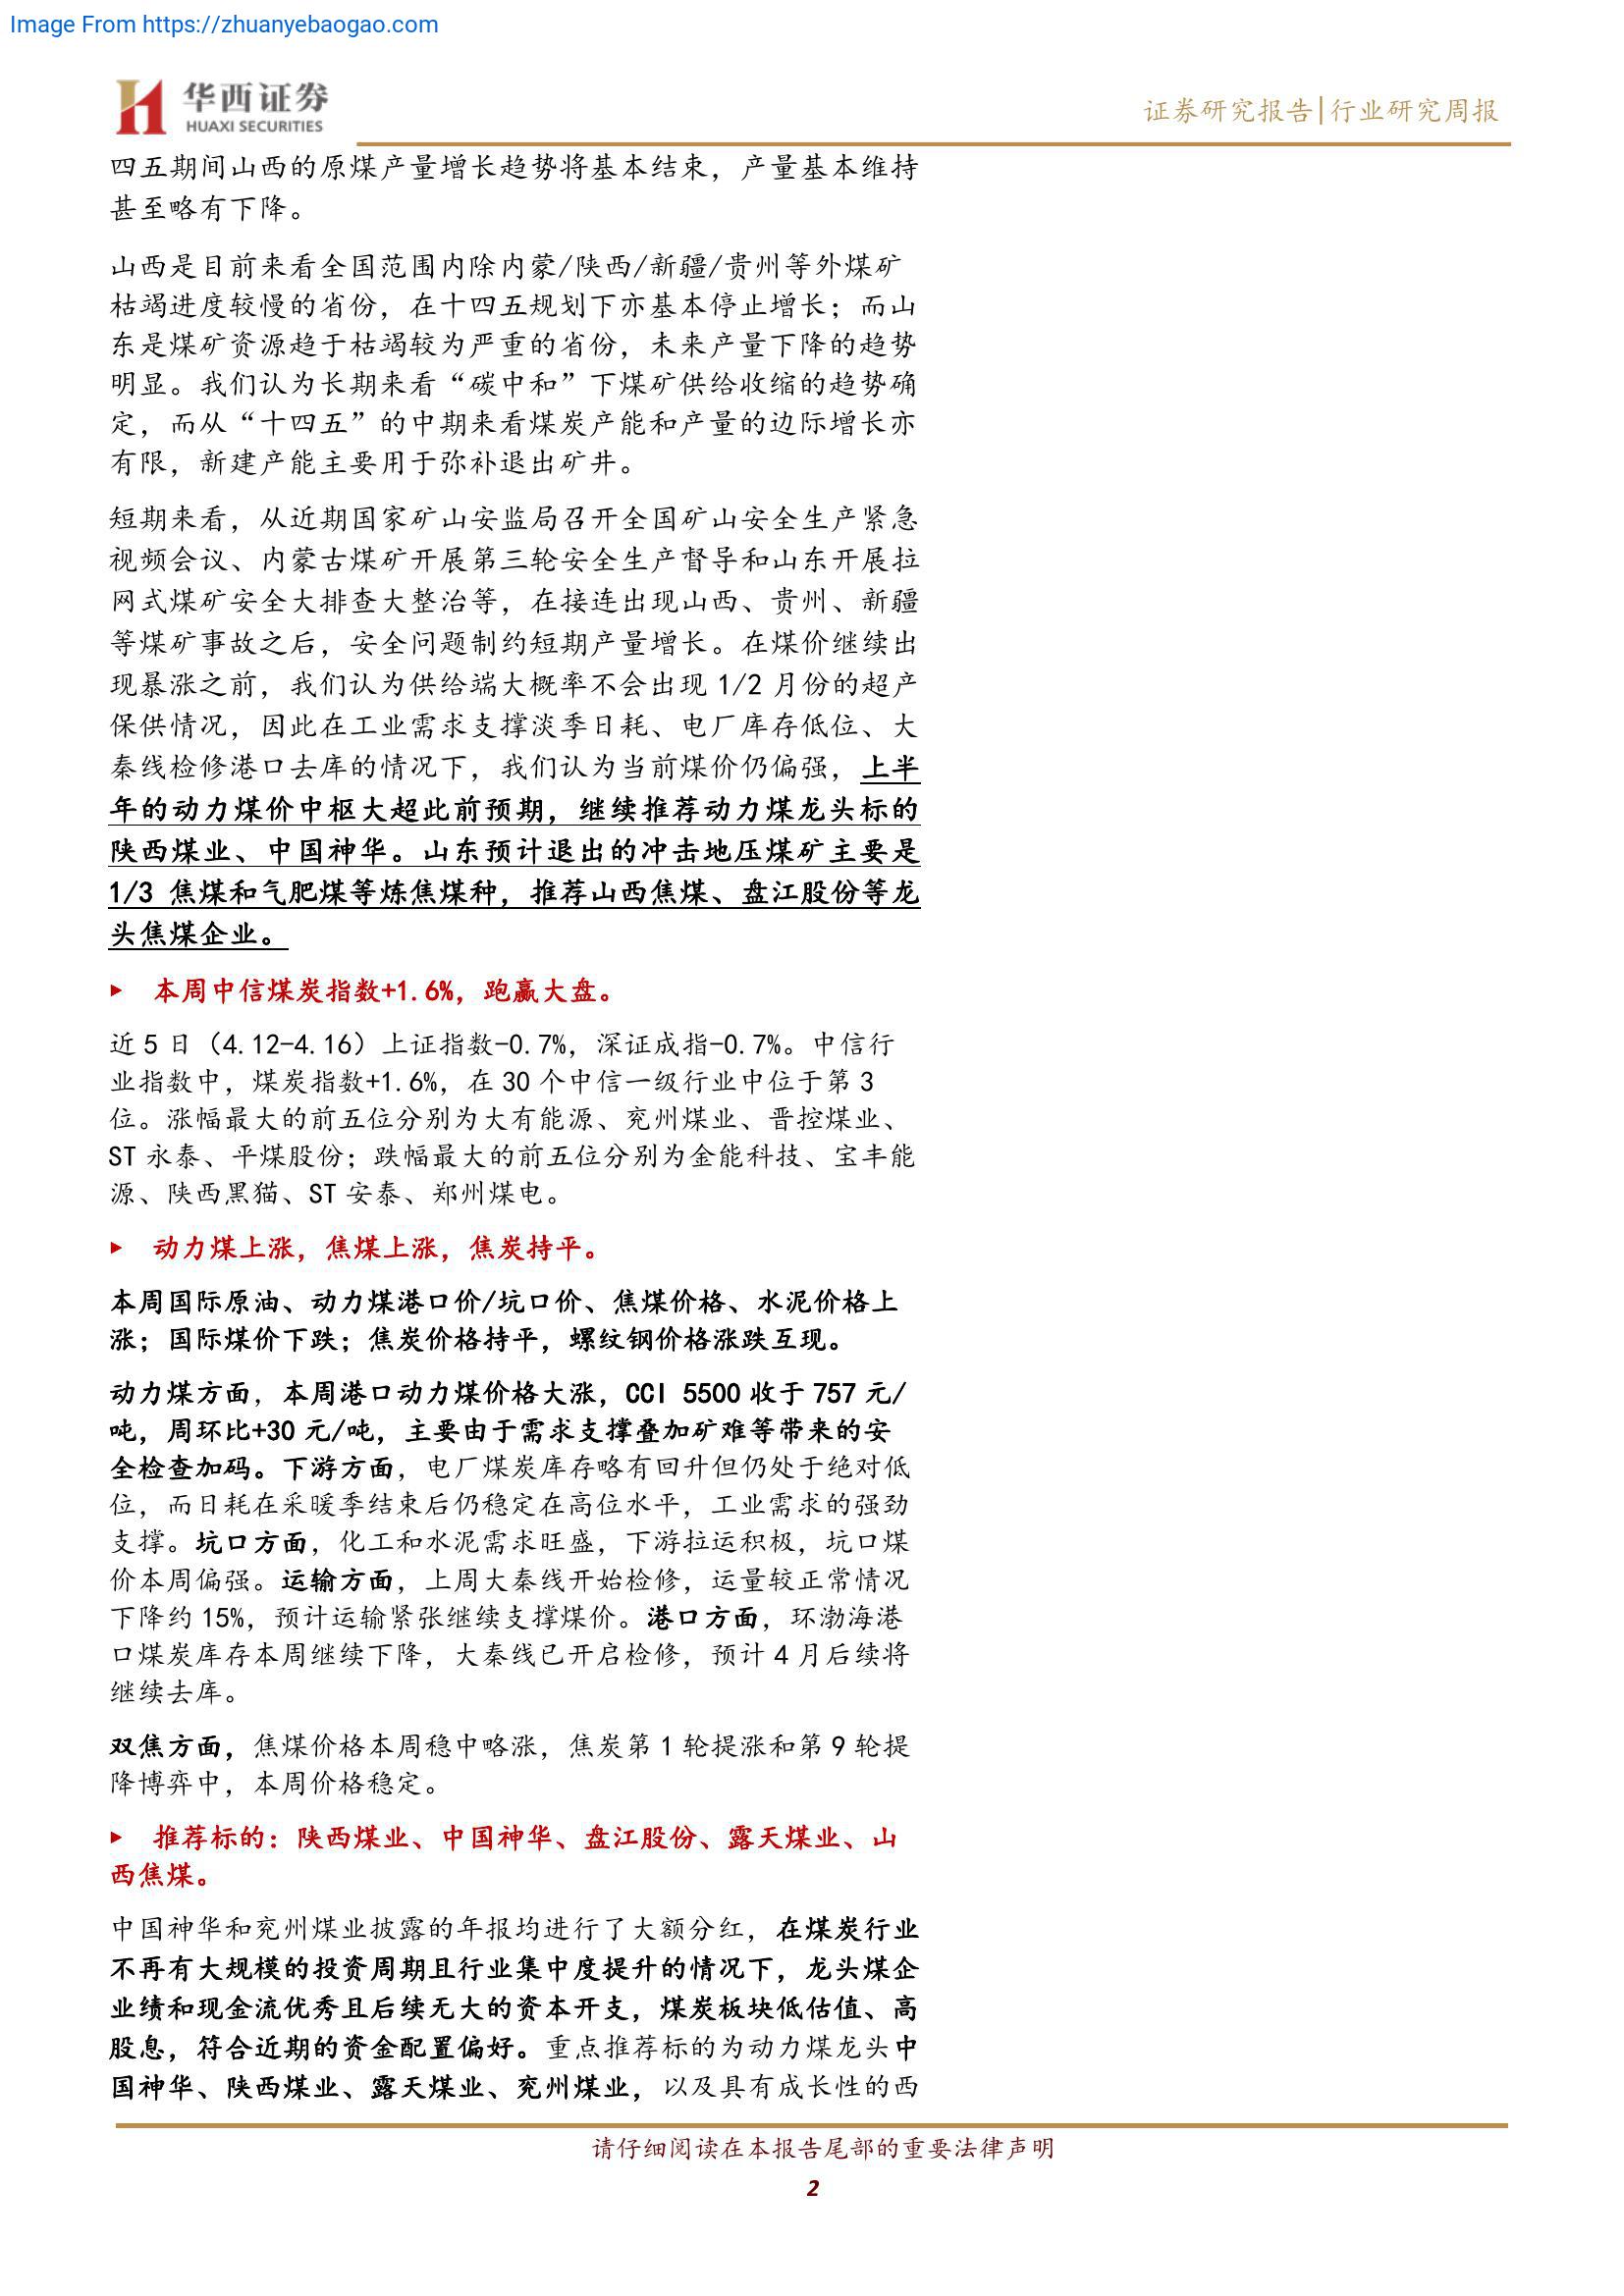 Image From https://zhuanyebaogao.com
华西证券
HUAXI SECURITIES
证券研究报告|行业研究周报
四五期间山西的原煤产量增长趋势将基本结束，产量基本维持
甚至略有下降。
山西是目前来看全国范围内除内蒙/陕西/新疆/贵州等外煤矿
枯竭进度较慢的省份，在十四五规划下亦基本停止增长；而山
东是煤矿资源趋于枯竭较为严重的省份，未来产量下降的趋势
明显。我们认为长期来看“碳中和”下煤矿供给收缩的趋势确
定，而从“十四五”的中期来看煤炭产能和产量的边际增长亦
有限，新建产能主要用于弥补退出矿井。
短期来看，从近期国家矿山安监局召开全国矿山安全生产紧急
视频会议、内蒙古煤矿开展第三轮安全生产督导和山东开展拉
网式煤矿安全大排查大整治等，在接连出现山西、贵州、新疆
等煤矿事故之后，安全问题制约短期产量增长。在煤价继续出
现暴涨之前，我们认为供给端大概率不会出现 1/2 月份的超产
保供情况，因此在工业需求支撑淡季日耗、电厂库存低位、大
秦线检修港口去库的情况下，我们认为当前煤价仍偏强，上半
年的动力煤价中枢大超此前预期，继续推荐动力煤龙头标的
陕西煤业、中国神华。山东预计退出的冲击地压煤矿主要是
1/3 焦煤和气肥煤等炼焦煤种，推荐山西焦煤、盘江股份等龙
头焦煤企业。
▶ 本周中信煤炭指数+1.6%，跑赢大盘。
近 5 日（4.12-4.16）上证指数-0.7%，深证成指-0.7%。中信行
业指数中，煤炭指数+1.6%，在 30 个中信一级行业中位于第 3
位。涨幅最大的前五位分别为大有能源、兖州煤业、晋控煤业、
ST 永泰、平煤股份；跌幅最大的前五位分别为金能科技、宝丰能
源、陕西黑猫、ST 安泰、郑州煤电。
▶ 动力煤上涨，焦煤上涨，焦炭持平。
本周国际原油、动力煤港口价/坑口价、焦煤价格、水泥价格上
涨；国际煤价下跌；焦炭价格持平，螺纹钢价格涨跌互现。
动力煤方面，本周港口动力煤价格大涨，CCI 5500 收于 757 元/
吨，周环比+30 元/吨，主要由于需求支撑叠加矿难等带来的安
全检查加码。下游方面，电厂煤炭库存略有回升但仍处于绝对低
位，而日耗在采暖季结束后仍稳定在高位水平，工业需求的强劲
支撑。坑口方面，化工和水泥需求旺盛，下游拉运积极，坑口煤
价本周偏强。运输方面，上周大秦线开始检修，运量较正常情况
下降约 15%，预计运输紧张继续支撑煤价。港口方面，环渤海港
口煤炭库存本周继续下降，大秦线已开启检修，预计 4 月后续将
继续去库。
双焦方面，焦煤价格本周稳中略涨，焦炭第 1 轮提涨和第 9 轮提
降博弈中，本周价格稳定。
▶ 推荐标的：陕西煤业、中国神华、盘江股份、露天煤业、山
西焦煤。
中国神华和兖州煤业披露的年报均进行了大额分红，在煤炭行业
不再有大规模的投资周期且行业集中度提升的情况下，龙头煤企
业绩和现金流优秀且后续无大的资本开支，煤炭板块低估值、高
股息，符合近期的资金配置偏好。重点推荐标的为动力煤龙头中
国神华、陕西煤业、露天煤业、兖州煤业，以及具有成长性的西
请仔细阅读在本报告尾部的重要法律声明
2